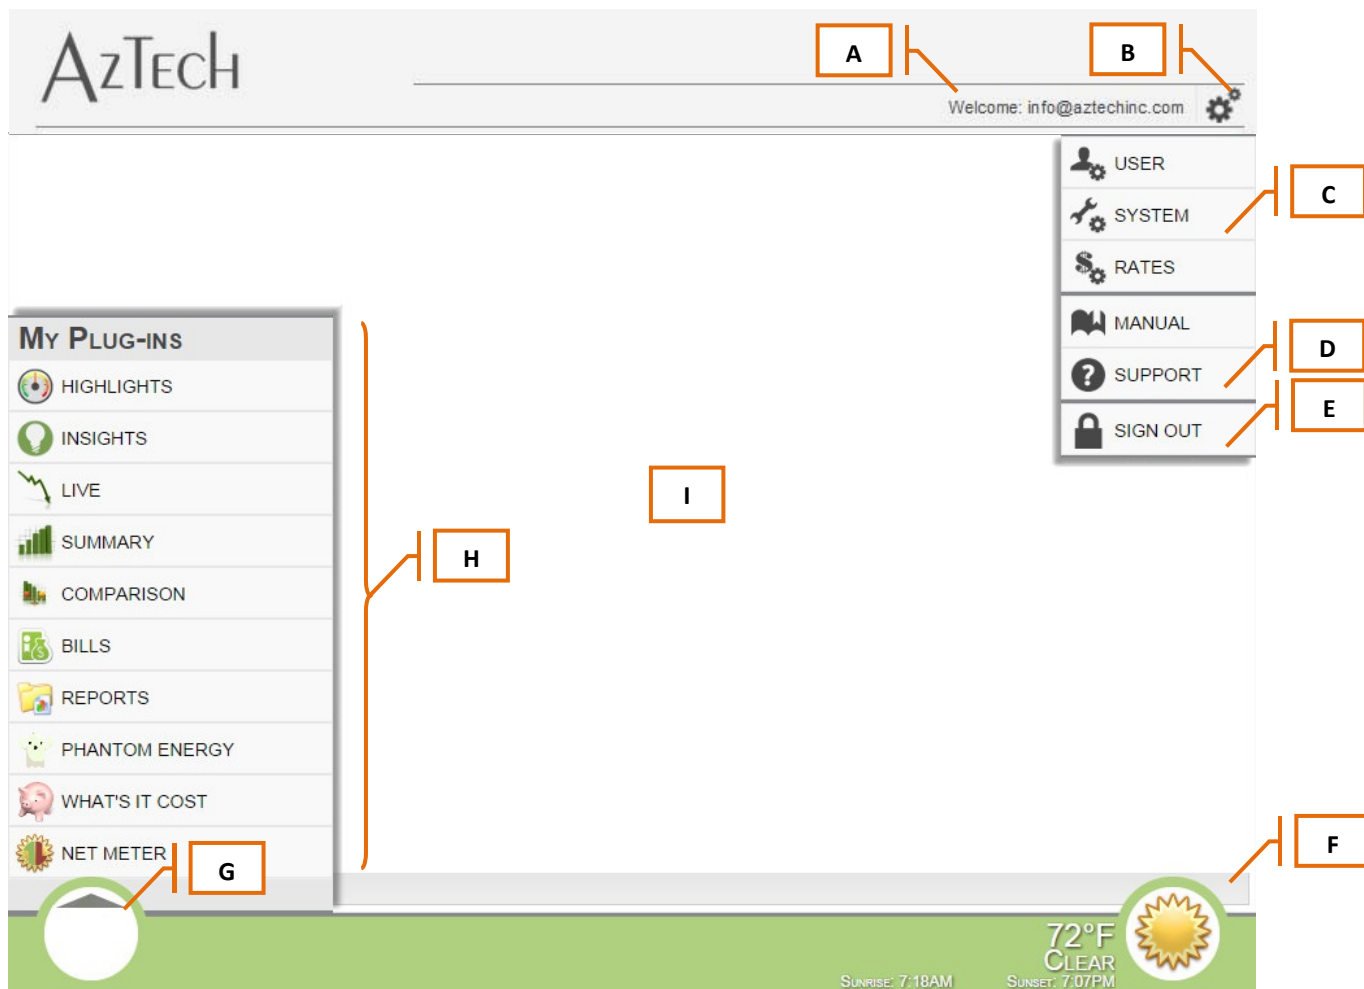 AzTech
A
B
Welcome: info@aztechinc.com
USER
C
SYSTEM
RATES
MANUAL
D
SUPPORT
E
SIGN OUT
My Plug-ins
HIGHLIGHTS
INSIGHTS
LIVE
SUMMARY
COMPARISON
BILLS
REPORTS
PHANTOM ENERGY
WHAT'S IT COST
NET METER
I
H
G
F
72°F
Clear
Sunrise: 7:18AM Sunset: 7:07PM